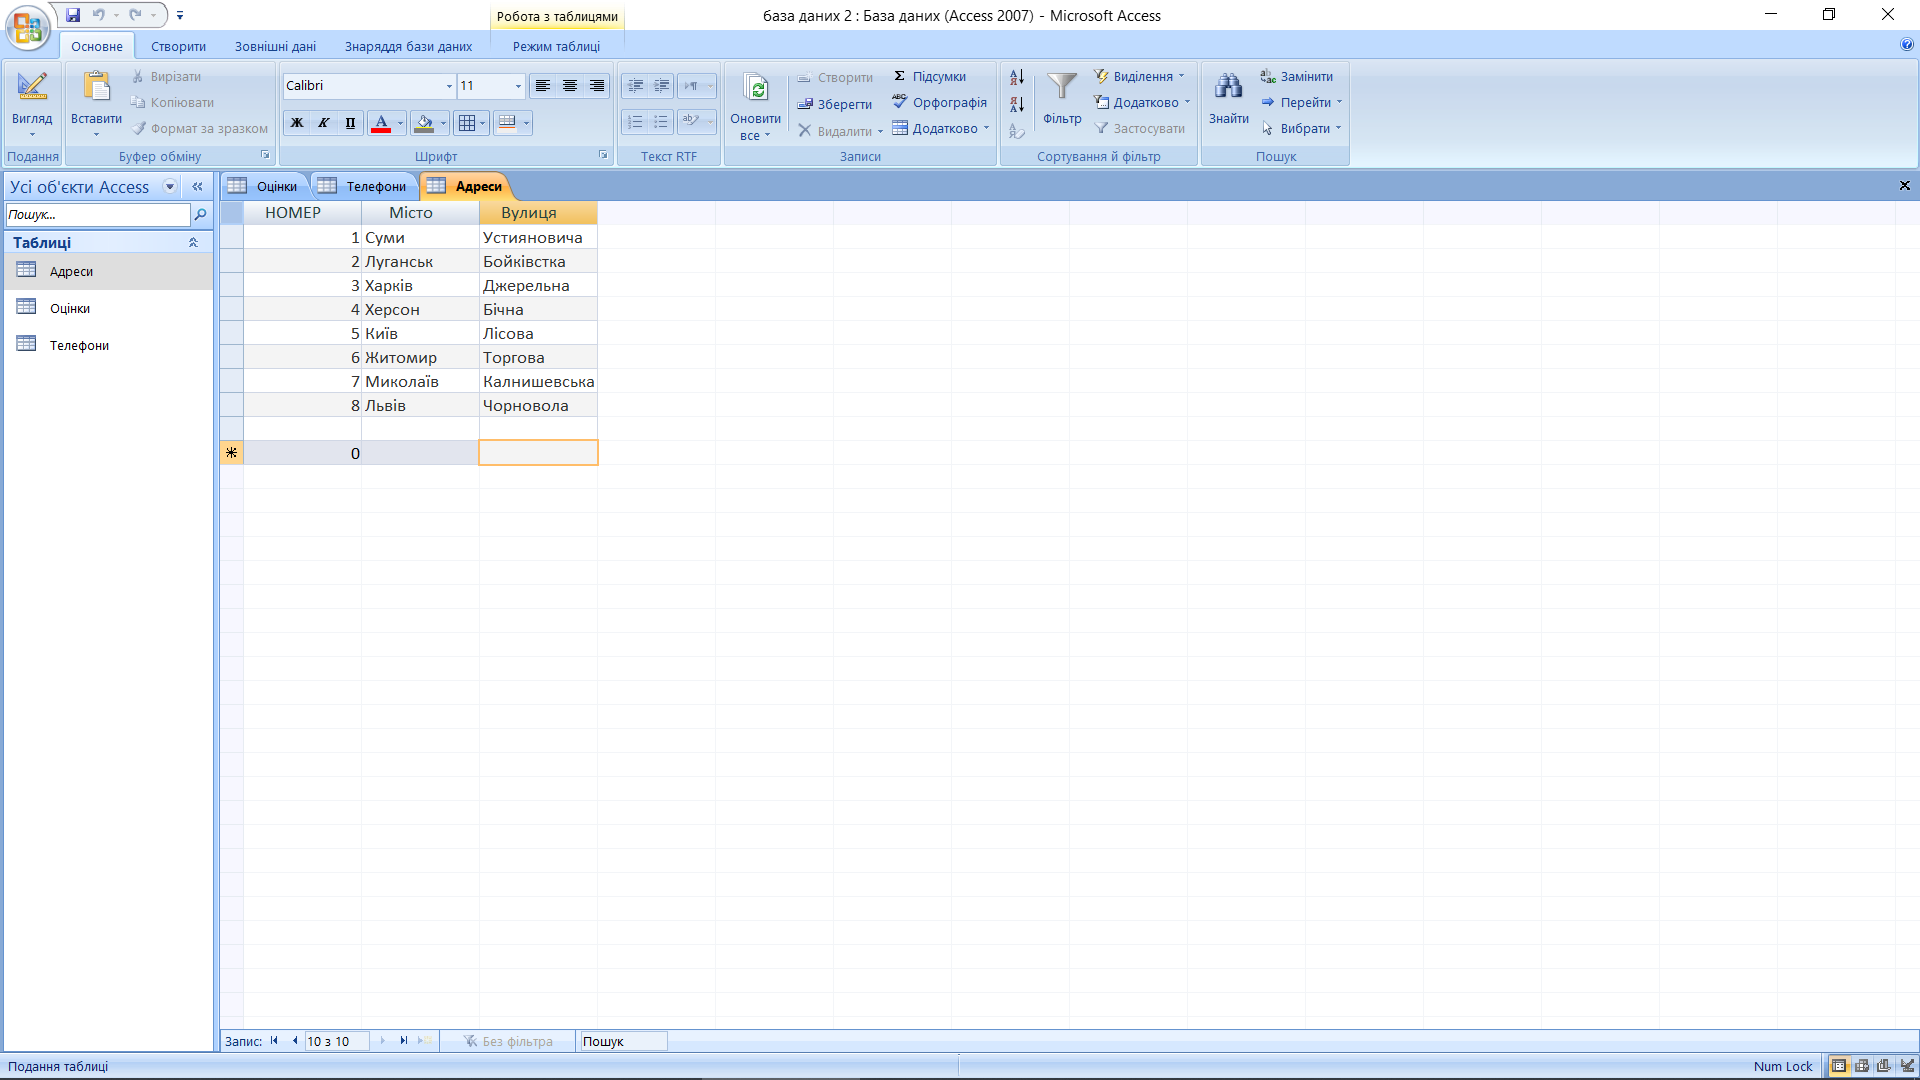 Робота з таблицями
база даних 2 : База даних (Access 2007) - Microsoft Access
Основне Створити Зовнішні дані Знаряддя бази даних Режим таблиці
Вигляд
Подання
Вставити
Вирізати
Копіювати
Формат за зразком
Буфер обміну
Calibri 11
Ж К П
Шрифт
Текст RTF
Оновити все
Створити
Зберегти
Видалити
Підсумки
Орфографія
Додатково
Записи
Фільтр
Виділення
Додатково
Застосувати
Сортування й фільтр
Знайти
Замінити
Перейти
Вибрати
Пошук
Усі об'єкти Access
Пошук...
Таблиці
Адреси
Оцінки
Телефони
Оцінки Телефони Адреси
НОМЕР Місто Вулиця
1 Суми Устияновича
2 Луганськ Бойківстка
3 Харків Джерельна
4 Херсон Бічна
5 Київ Лісова
6 Житомир Торгова
7 Миколаїв Калнишевська
8 Львів Чорновола
0
Запис: 10 з 10 Без фільтра Пошук
Подання таблиці
Num Lock